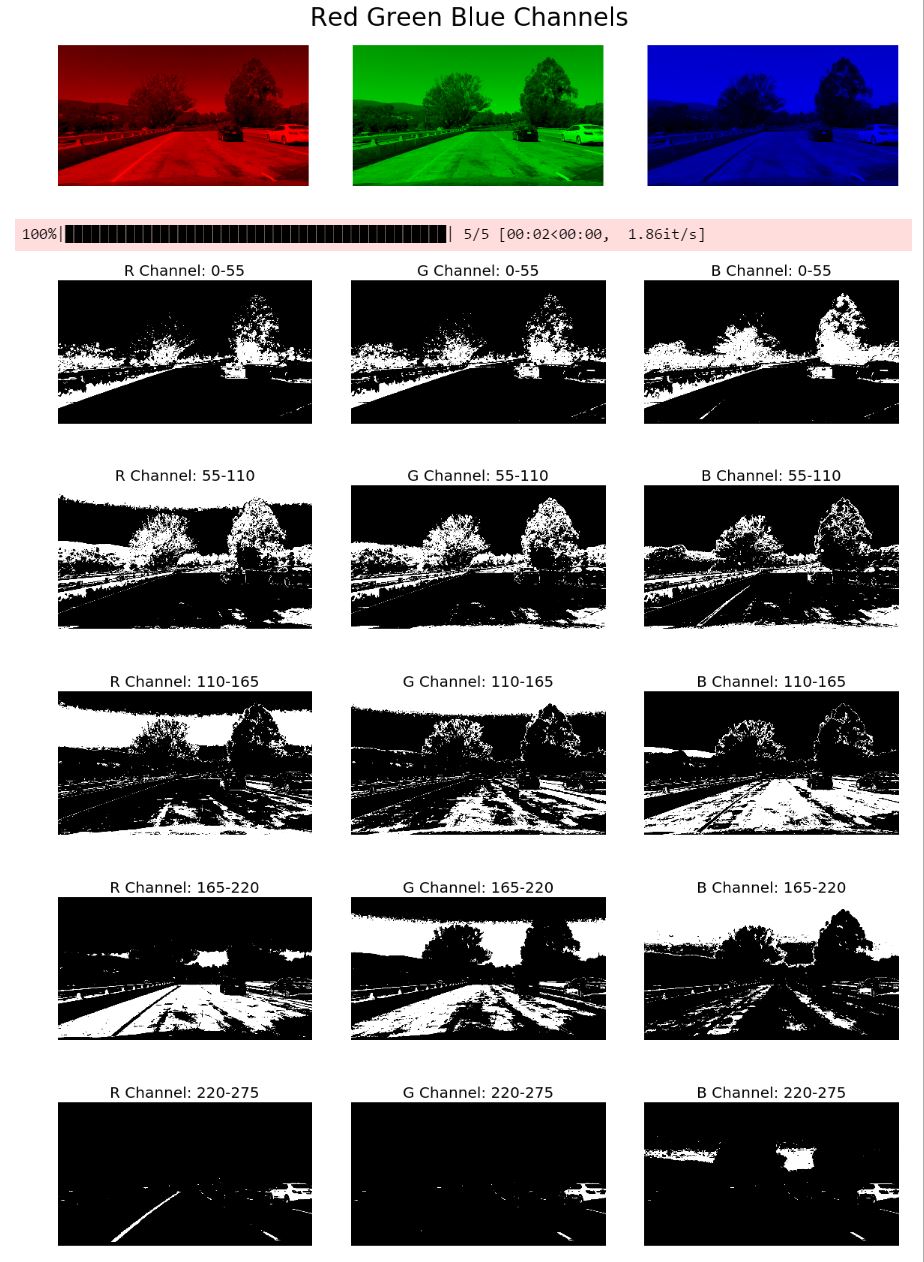 Red Green Blue Channels
100%|██████████████████████████████████████████| 5/5 [00:02<00:00,  1.86it/s]
R Channel: 0-55
G Channel: 0-55
B Channel: 0-55
R Channel: 55-110
G Channel: 55-110
B Channel: 55-110
R Channel: 110-165
G Channel: 110-165
B Channel: 110-165
R Channel: 165-220
G Channel: 165-220
B Channel: 165-220
R Channel: 220-275
G Channel: 220-275
B Channel: 220-275